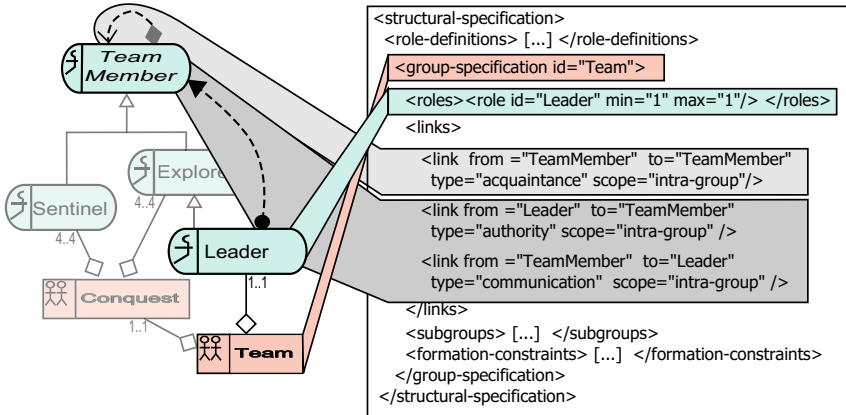 Team
Member
Explore
Sentinel
4..4
4..4
Leader
1..1
Conquest
1..1
Team
<structural-specification>
<role-definitions> [...] </role-definitions>
<group-specification id="Team">
<roles><role id="Leader" min="1" max="1"/> </roles>
<links>
<link from ="TeamMember" to="TeamMember"
type="acquaintance" scope="intra-group"/>
<link from ="Leader" to="TeamMember"
type="authority" scope="intra-group" />
<link from ="TeamMember" to="Leader"
type="communication" scope="intra-group" />
</links>
<subgroups> [...] </subgroups>
<formation-constraints> [...] </formation-constraints>
</group-specification>
</structural-specification>